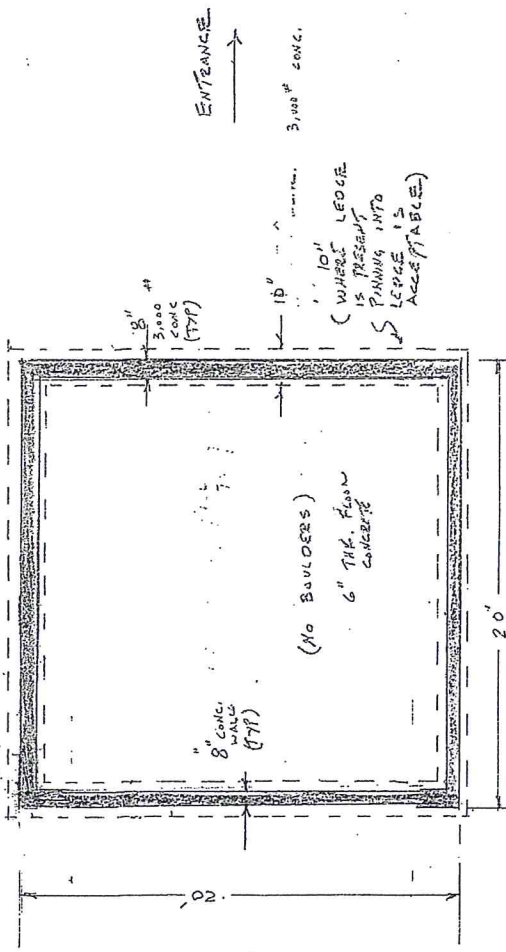 ENTRANCE
8"
3,000 #
CONC
(TYP)
10"
3,000# CONC.
10"
(WHERE LEDGE
IS PRESENT
PINNING INTO
LEDGE IS
ACCEPTABLE)
8" CONC.
WALLS
(TYP)
(NO BOULDERS)
6" THK. FLOOR
CONCRETE
20'
20'